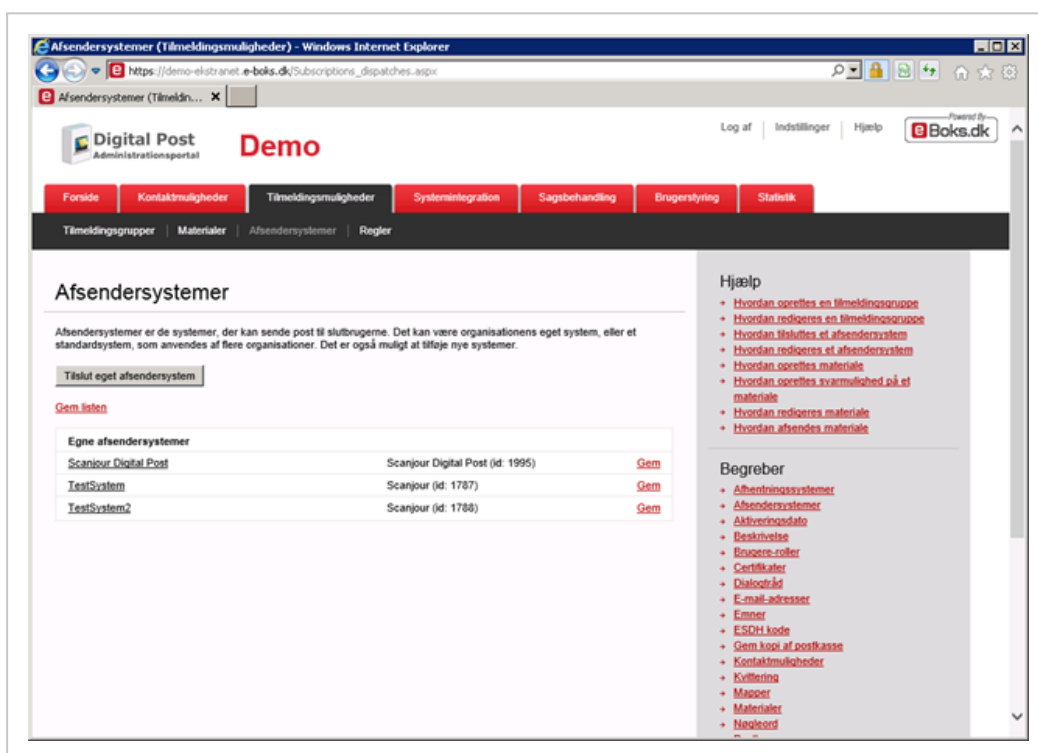 Afsendersystemer (Tilmeldingsmuligheder) - Windows Internet Explorer
https://demo-ekstranet.e-boks.dk/Subscriptions_dispatches.aspx
Afsendersystemer (Tilmeldin...
Log af | Indstillinger | Hjælp
Powered By
eBoks.dk
Digital Post
Administrationsportal
Demo
Forside Kontaktmuligheder Tilmeldingsmuligheder Systemintegration Sagsbehandling Brugerstyring Statistik
Tilmeldingsgrupper | Materialer | Afsendersystemer | Regler
Afsendersystemer
Afsendersystemer er de systemer, der kan sende post til slutbrugerne. Det kan være organisationens eget system, eller et
standardsystem, som anvendes af flere organisationer. Det er også muligt at tilføje nye systemer.
Tilslut eget afsendersystem
Gem listen
Egne afsendersystemer
Scanjour Digital Post Scanjour Digital Post (id: 1995) Gem
TestSystem Scanjour (id: 1787) Gem
TestSystem2 Scanjour (id: 1788) Gem
Hjælp
Hvordan oprettes en tilmeldingsgruppe
Hvordan redigeres en tilmeldingsgruppe
Hvordan tilsluttes et afsendersystem
Hvordan redigeres et afsendersystem
Hvordan oprettes materiale
Hvordan oprettes svarmulighed på et
materiale
Hvordan redigeres materiale
Hvordan afsendes materiale
Begreber
Afhentningssystemer
Afsendersystemer
Aktiveringsdato
Beskrivelse
Brugere-roller
Certifikater
Dialogtråd
E-mail-adresser
Emner
ESDH kode
Gem kopi af postkasse
Kontaktmuligheder
Kvittering
Mapper
Materialer
Nøgleord